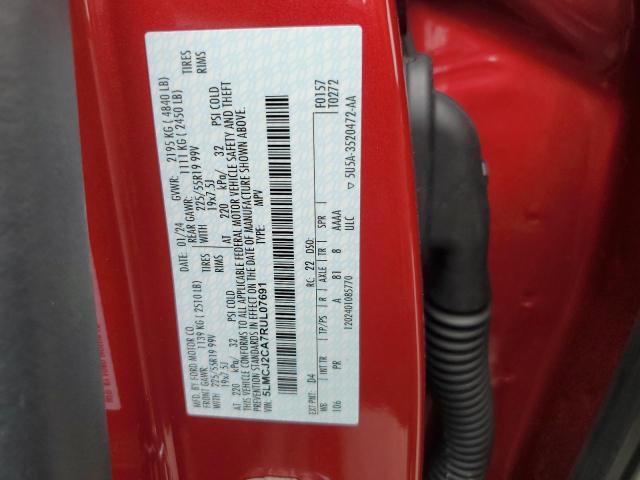 MFD. BY FORD MOTOR CO.
DATE: 01/24
GVWR: 2195 KG ( 4840 LB)
FRONT GAWR: 1139 KG ( 2510 LB)
REAR GAWR: 1111 KG ( 2450 LB)
WITH 225/55R19 99V TIRES
WITH 225/55R19 99V TIRES
19x7.5J RIMS
19x7.5J RIMS
AT 220 kPa/ 32 PSI COLD
AT 220 kPa/ 32 PSI COLD
THIS VEHICLE CONFORMS TO ALL APPLICABLE FEDERAL MOTOR VEHICLE SAFETY AND THEFT
PREVENTION STANDARDS IN EFFECT ON THE DATE OF MANUFACTURE SHOWN ABOVE.
VIN: 5LMCJ2CA7RUL07691
TYPE: MPV
EXT PNT: D4 RC: 22 DSO: F0157
T0272
WB INT TR TP/PS R AXLE TR SPR
106 PR A 81 8 AAAA
ULC
120240108577O
▽ 5U5A-3520472-AA